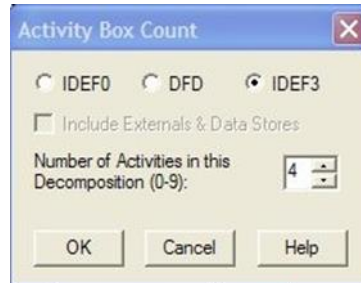 Activity Box Count
IDEF0 DFD IDEF3
Include Externals & Data Stores
Number of Activities in this
Decomposition (0-9):
4
OK Cancel Help